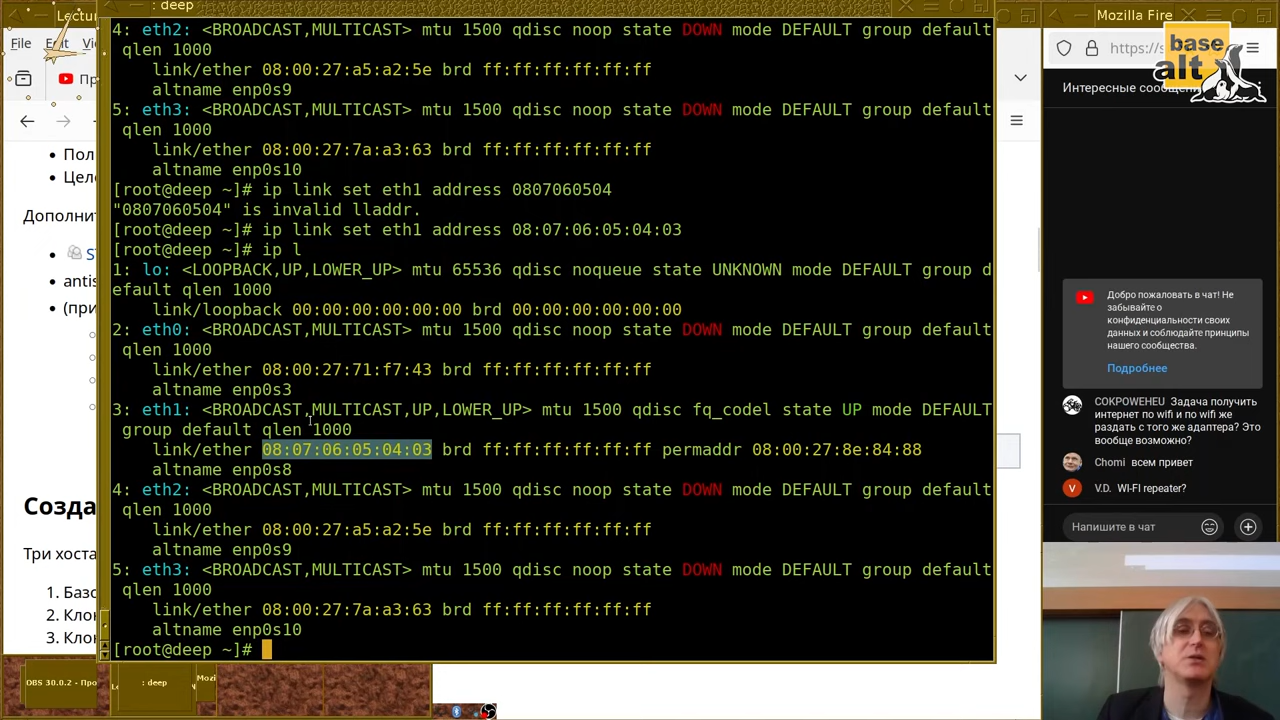 Lectu
: deep
Mozilla Fire
File
Edit
Vi
Пр
Пол
Цел
Дополнит
S
antis
(при
Созда
Три хоста
1. Базо
2. Клон
3. Клон
4: eth2: <BROADCAST,MULTICAST> mtu 1500 qdisc noop state DOWN mode DEFAULT group default
qlen 1000
link/ether 08:00:27:a5:a2:5e brd ff:ff:ff:ff:ff:ff
altname enp0s9
5: eth3: <BROADCAST,MULTICAST> mtu 1500 qdisc noop state DOWN mode DEFAULT group default
qlen 1000
link/ether 08:00:27:7a:a3:63 brd ff:ff:ff:ff:ff:ff
altname enp0s10
[root@deep ~]# ip link set eth1 address 0807060504
"0807060504" is invalid lladdr.
[root@deep ~]# ip link set eth1 address 08:07:06:05:04:03
[root@deep ~]# ip l
1: lo: <LOOPBACK,UP,LOWER_UP> mtu 65536 qdisc noqueue state UNKNOWN mode DEFAULT group d
efault qlen 1000
link/loopback 00:00:00:00:00:00 brd 00:00:00:00:00:00
2: eth0: <BROADCAST,MULTICAST> mtu 1500 qdisc noop state DOWN mode DEFAULT group default
qlen 1000
link/ether 08:00:27:71:f7:43 brd ff:ff:ff:ff:ff:ff
altname enp0s3
3: eth1: <BROADCAST,MULTICAST,UP,LOWER_UP> mtu 1500 qdisc fq_codel state UP mode DEFAULT
group default qlen 1000
link/ether 08:07:06:05:04:03 brd ff:ff:ff:ff:ff:ff permaddr 08:00:27:8e:84:88
altname enp0s8
4: eth2: <BROADCAST,MULTICAST> mtu 1500 qdisc noop state DOWN mode DEFAULT group default
qlen 1000
link/ether 08:00:27:a5:a2:5e brd ff:ff:ff:ff:ff:ff
altname enp0s9
5: eth3: <BROADCAST,MULTICAST> mtu 1500 qdisc noop state DOWN mode DEFAULT group default
qlen 1000
link/ether 08:00:27:7a:a3:63 brd ff:ff:ff:ff:ff:ff
altname enp0s10
[root@deep ~]#
https://s
base
alt
Интересные сообщен
Добро пожаловать в чат! Не
забывайте о
конфиденциальности своих
данных и соблюдайте принципы
нашего сообщества.
Подробнее
СКОРОWEHEU Задача получить
интернет по wifi и по wifi же
раздать с того же адаптера? Это
вообще возможно?
Chomi всем привет
V.D. WI-FI repeater?
Напишите в чат
OBS 30.0.2 - Про
Le
: deep
Mozi